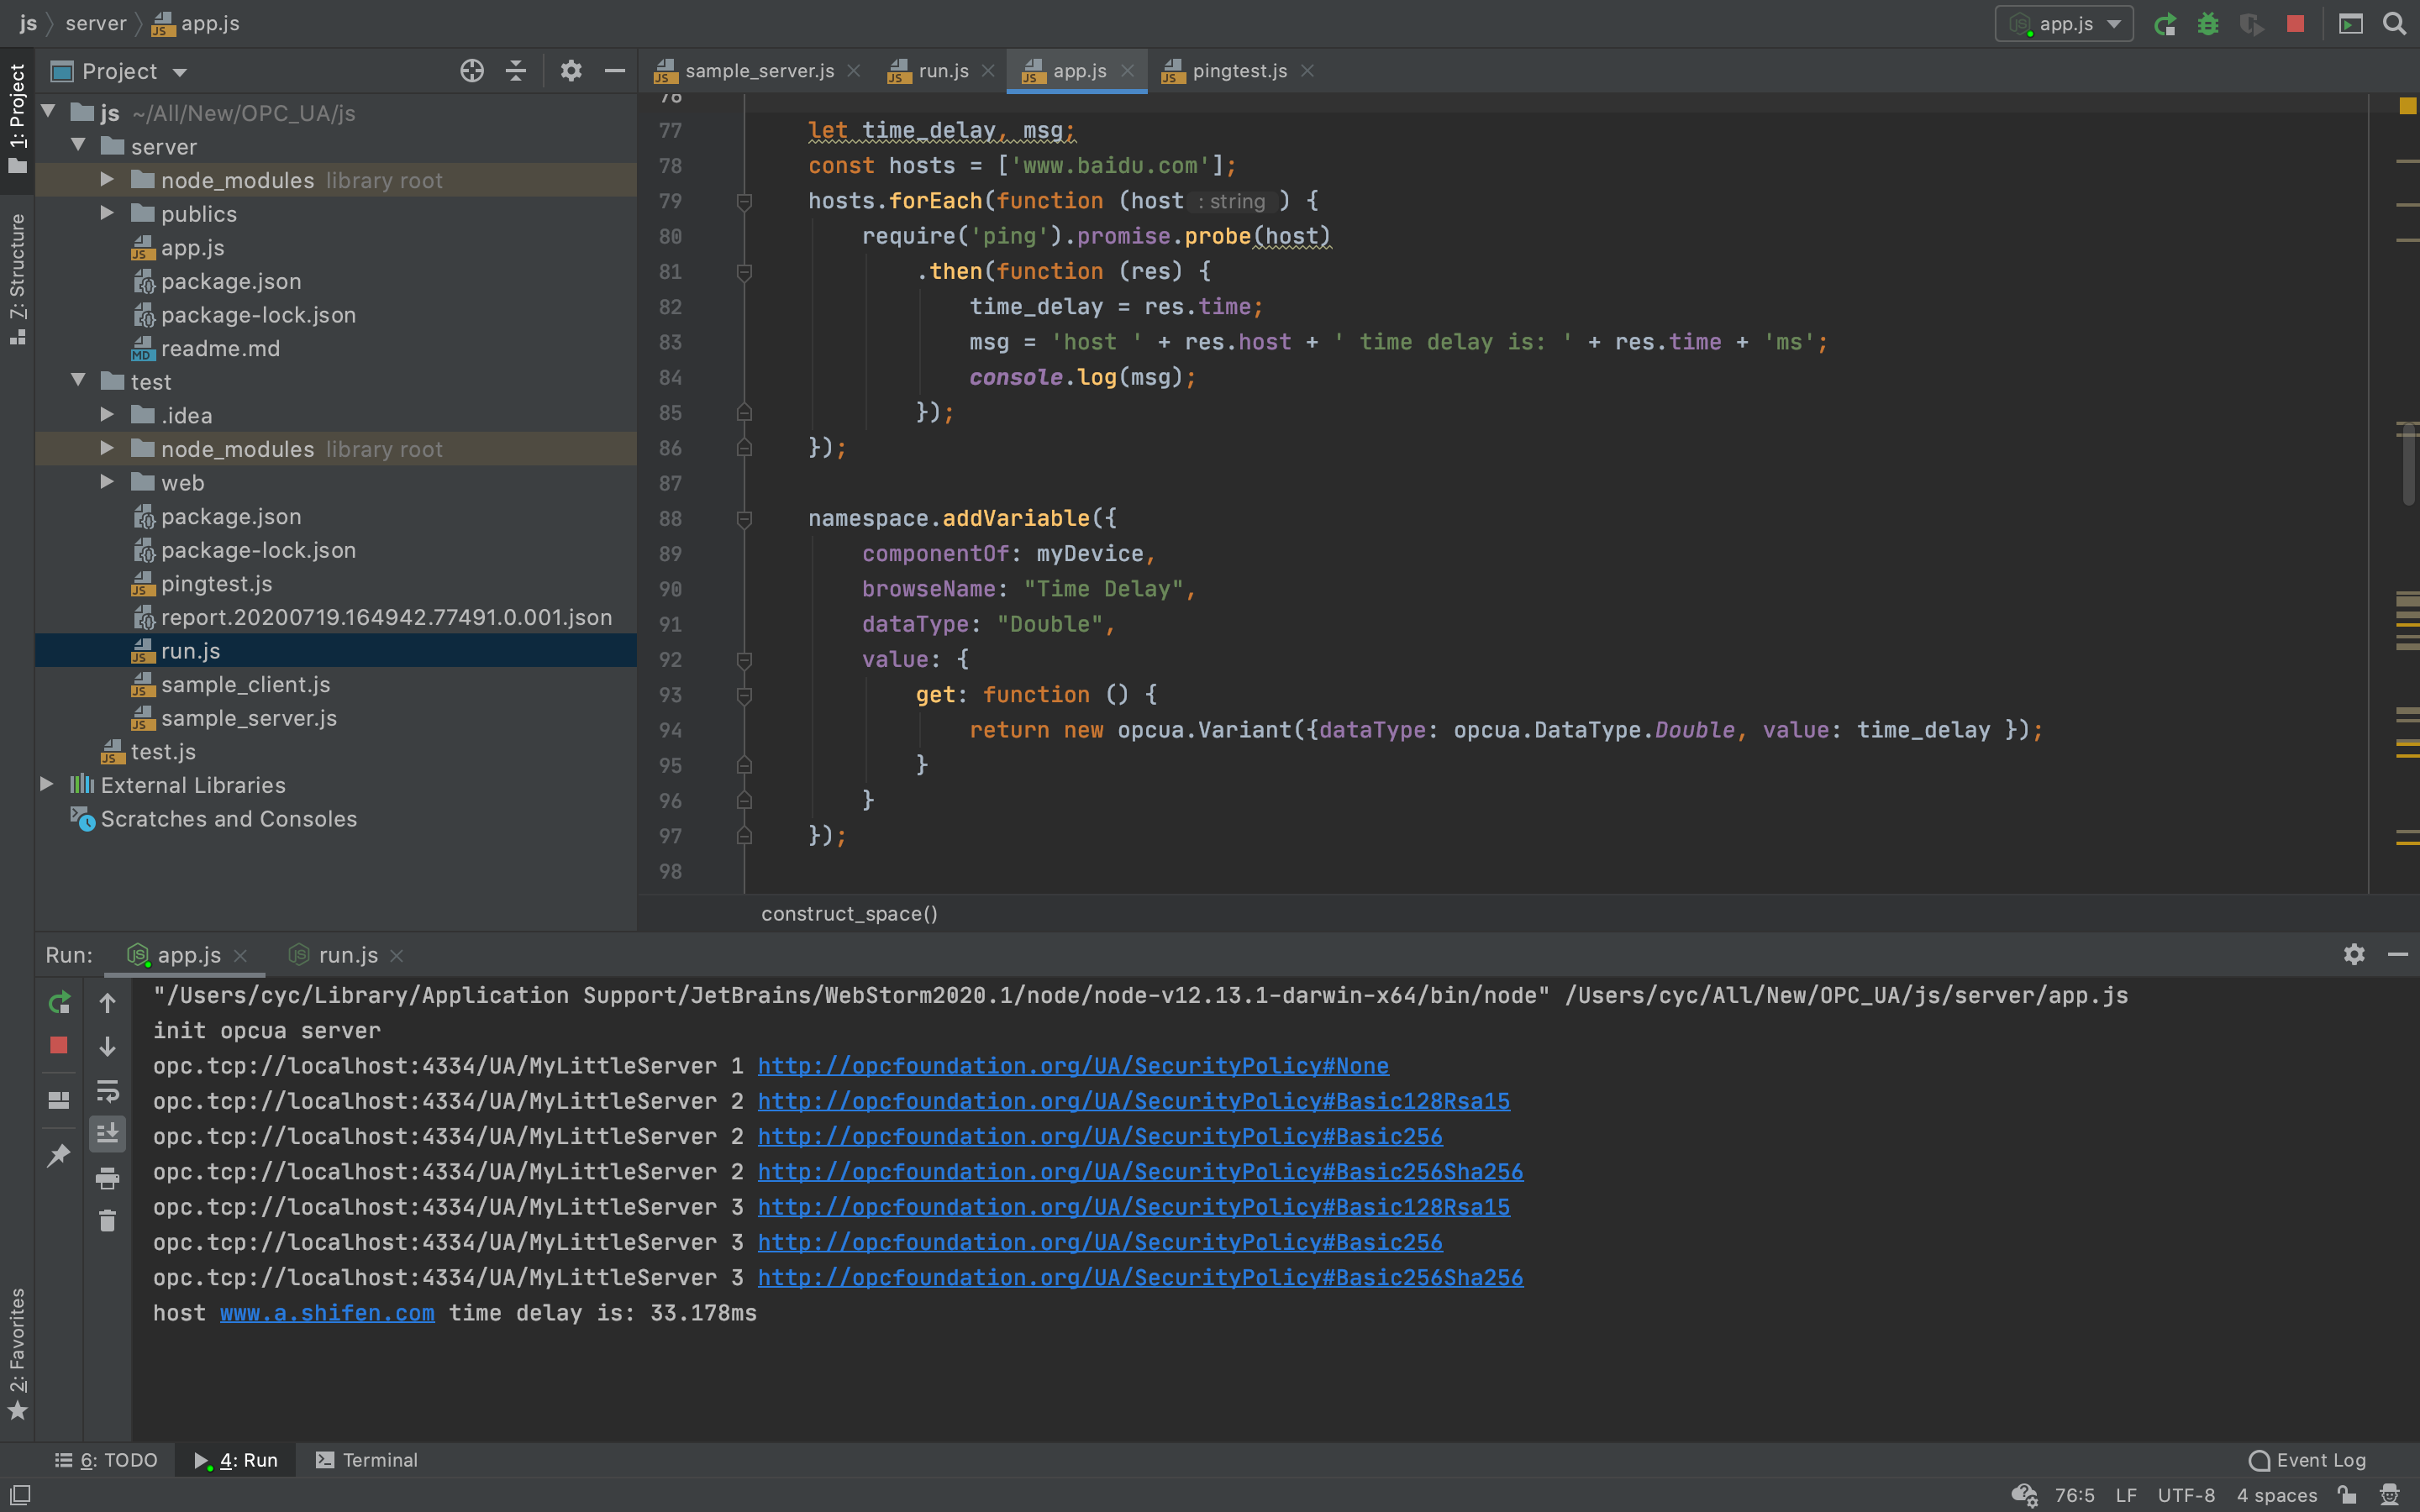 js server app.js
app.js
1: Project
7: Structure
2: Favorites
Project
js ~/All/New/OPC_UA/js
server
node_modules library root
publics
app.js
package.json
package-lock.json
readme.md
test
.idea
node_modules library root
web
package.json
package-lock.json
pingtest.js
report.20200719.164942.77491.0.001.json
run.js
sample_client.js
sample_server.js
test.js
External Libraries
Scratches and Consoles
sample_server.js run.js app.js pingtest.js
76
77 let time_delay, msg;
78 const hosts = ['www.baidu.com'];
79 hosts.forEach(function (host : string ) {
80 require('ping').promise.probe(host)
81 .then(function (res) {
82 time_delay = res.time;
83 msg = 'host ' + res.host + ' time delay is: ' + res.time + 'ms';
84 console.log(msg);
85 });
86 });
87
88 namespace.addVariable({
89 componentOf: myDevice,
90 browseName: "Time Delay",
91 dataType: "Double",
92 value: {
93 get: function () {
94 return new opcua.Variant({dataType: opcua.DataType.Double, value: time_delay });
95 }
96 }
97 });
98
construct_space()
Run: app.js run.js
"/Users/cyc/Library/Application Support/JetBrains/WebStorm2020.1/node/node-v12.13.1-darwin-x64/bin/node" /Users/cyc/All/New/OPC_UA/js/server/app.js
init opcua server
opc.tcp://localhost:4334/UA/MyLittleServer 1 http://opcfoundation.org/UA/SecurityPolicy#None
opc.tcp://localhost:4334/UA/MyLittleServer 2 http://opcfoundation.org/UA/SecurityPolicy#Basic128Rsa15
opc.tcp://localhost:4334/UA/MyLittleServer 2 http://opcfoundation.org/UA/SecurityPolicy#Basic256
opc.tcp://localhost:4334/UA/MyLittleServer 2 http://opcfoundation.org/UA/SecurityPolicy#Basic256Sha256
opc.tcp://localhost:4334/UA/MyLittleServer 3 http://opcfoundation.org/UA/SecurityPolicy#Basic128Rsa15
opc.tcp://localhost:4334/UA/MyLittleServer 3 http://opcfoundation.org/UA/SecurityPolicy#Basic256
opc.tcp://localhost:4334/UA/MyLittleServer 3 http://opcfoundation.org/UA/SecurityPolicy#Basic256Sha256
host www.a.shifen.com time delay is: 33.178ms
6: TODO 4: Run Terminal Event Log
76:5 LF UTF-8 4 spaces